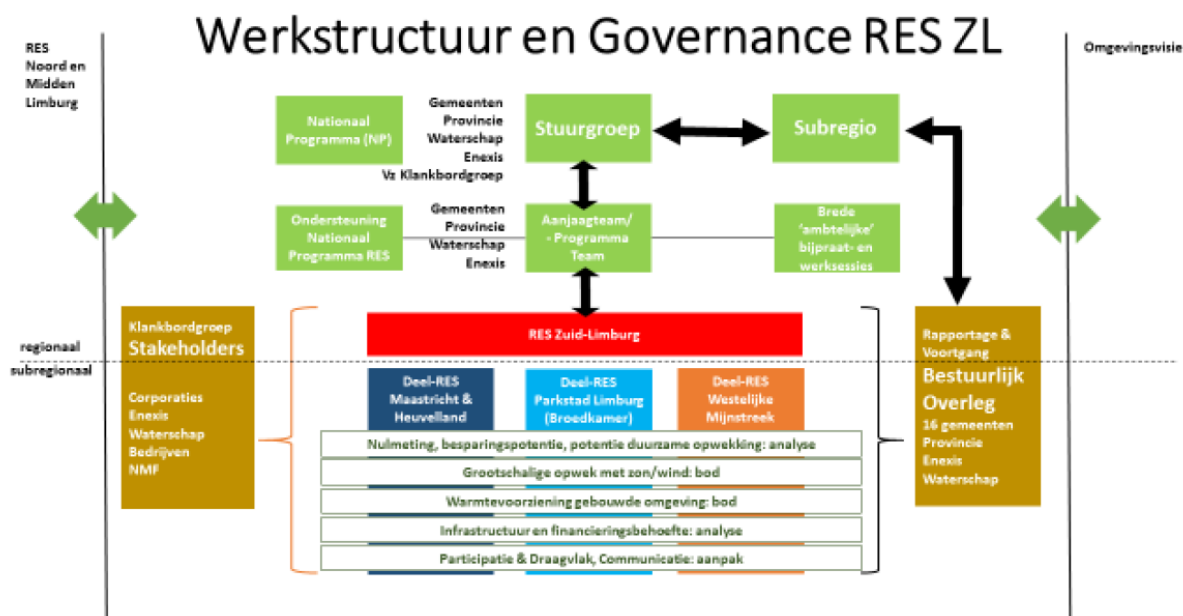 Werkstructuur en Governance RES ZL
RES
Noord en
Midden
Limburg
Omgevingsvisie
Nationaal
Programma (NP)
Gemeenten
Provincie
Waterschap
Enexis
Vz Klankbordgroep
Stuurgroep
Subregio
Ondersteuning
Nationaal
Programma RES
Gemeenten
Provincie
Waterschap
Enexis
Aanjaagteam/
- Programma
Team
Brede
'ambtelijke'
bijpraat- en
werksessies
regionaal
subregionaal
Klankbordgroep
Stakeholders
Corporaties
Enexis
Waterschap
Bedrijven
NMF
RES Zuid-Limburg
Deel-RES
Maastricht &
Heuvelland
Deel-RES
Parkstad Limburg
(Broedkamer)
Deel-RES
Westelijke
Mijnstreek
Nulmeting, besparingspotentie, potentie duurzame opwekking: analyse
Grootschalige opwek met zon/wind: bod
Warmtevoorziening gebouwde omgeving: bod
Infrastructuur en financieringsbehoefte: analyse
Participatie & Draagvlak, Communicatie: aanpak
Rapportage &
Voortgang
Bestuurlijk
Overleg
16 gemeenten
Provincie
Enexis
Waterschap